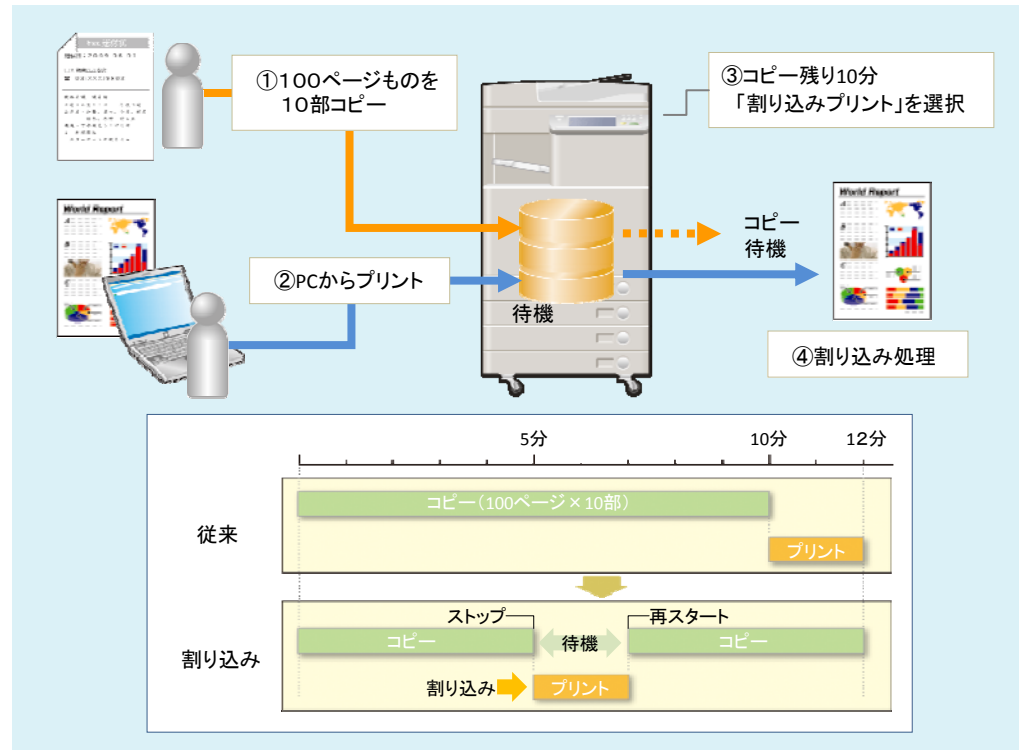 ①100ページものを
10部コピー
③コピー残り10分
「割り込みプリント」を選択
World Report
A
B
C
②PCからプリント
待機
コピー
待機
World Report
A
B
C
④割り込み処理
5分
10分
12分
従来
コピー(100ページ×10部)
プリント
割り込み
ストップ
再スタート
コピー
待機
コピー
割り込み
プリント